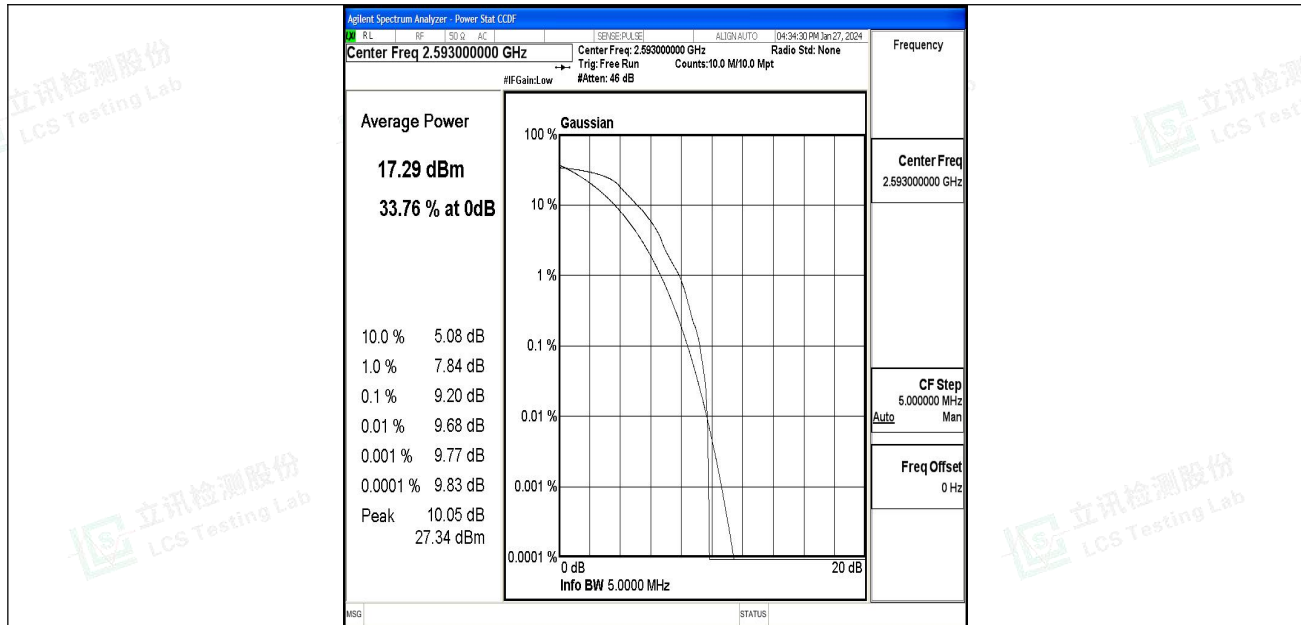 Agilent Spectrum Analyzer - Power Stat CCDF
LXI RL RF 50 Ω AC SENSE:PULSE ALIGN AUTO 04:34:30 PM Jan 27, 2024
Center Freq 2.593000000 GHz
Center Freq: 2.593000000 GHz Radio Std: None
Trig: Free Run Counts:10.0 M/10.0 Mpt
#IFGain:Low #Atten: 46 dB
Frequency
Average Power
17.29 dBm
33.76 % at 0dB
10.0 % 5.08 dB
1.0 % 7.84 dB
0.1 % 9.20 dB
0.01 % 9.68 dB
0.001 % 9.77 dB
0.0001 % 9.83 dB
Peak 10.05 dB
27.34 dBm
Gaussian
100 %
10 %
1 %
0.1 %
0.01 %
0.001 %
0.0001 %
0 dB 20 dB
Info BW 5.0000 MHz
Center Freq
2.593000000 GHz
CF Step
5.000000 MHz
Auto Man
Freq Offset
0 Hz
MSG STATUS
立讯检测股份
LCS Testing Lab
立讯检测
LCS Test
立讯检测股份
LCS Testing Lab
立讯检测股份
LCS Testing Lab